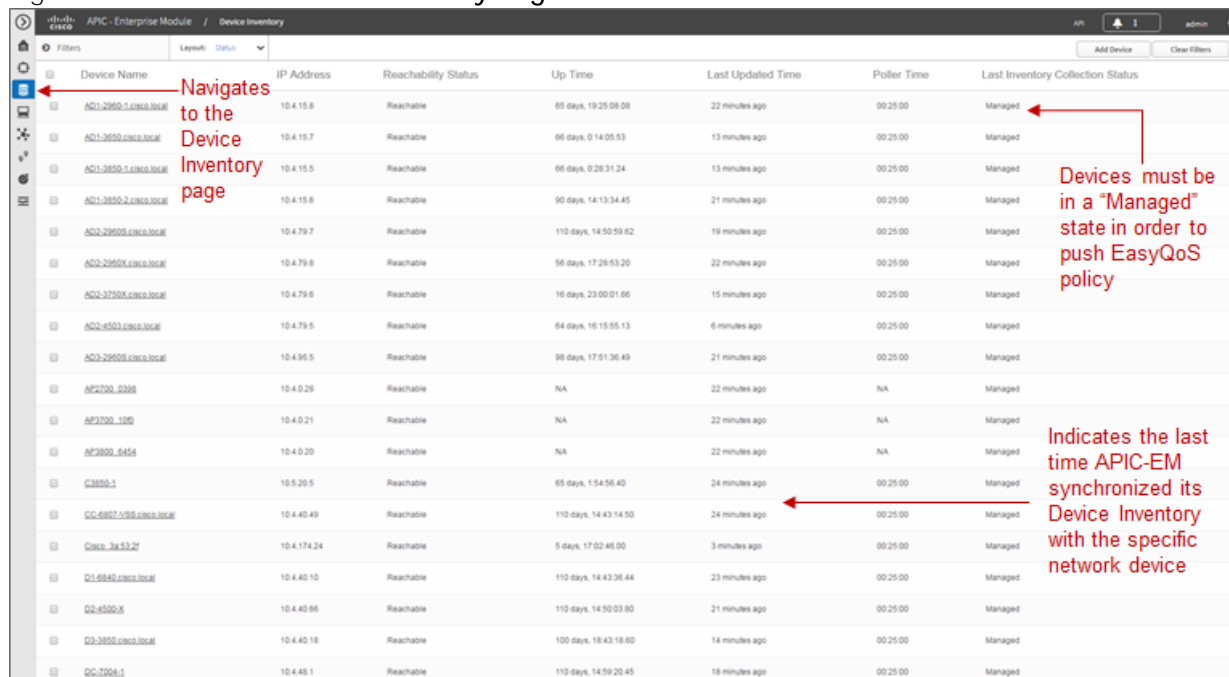 cisco APIC - Enterprise Module / Device Inventory API 1 admin
Filters Layout: Status Add Device Clear Filters
Device Name IP Address Reachability Status Up Time Last Updated Time Poller Time Last Inventory Collection Status
AD1-2960-1.cisco.local 10.4.15.8 Reachable 65 days, 19:25:08.08 22 minutes ago 00:25:00 Managed
AD1-3650.cisco.local 10.4.15.7 Reachable 66 days, 0:14:05.53 13 minutes ago 00:25:00 Managed
AD1-3850-1.cisco.local 10.4.15.5 Reachable 66 days, 0:28:31.24 13 minutes ago 00:25:00 Managed
AD1-3850-2.cisco.local 10.4.15.6 Reachable 90 days, 14:13:34.45 21 minutes ago 00:25:00 Managed
AD2-2960S.cisco.local 10.4.79.7 Reachable 110 days, 14:50:59.62 19 minutes ago 00:25:00 Managed
AD2-2960X.cisco.local 10.4.79.8 Reachable 56 days, 17:28:53.20 22 minutes ago 00:25:00 Managed
AD2-3750X.cisco.local 10.4.79.6 Reachable 16 days, 23:00:01.66 15 minutes ago 00:25:00 Managed
AD2-4503.cisco.local 10.4.79.5 Reachable 64 days, 16:15:55.13 6 minutes ago 00:25:00 Managed
AD3-2960S.cisco.local 10.4.95.5 Reachable 98 days, 17:51:36.49 21 minutes ago 00:25:00 Managed
AP2700_0398 10.4.0.28 Reachable NA 22 minutes ago NA Managed
AP3700_10f0 10.4.0.21 Reachable NA 22 minutes ago NA Managed
AP3800_6454 10.4.0.20 Reachable NA 22 minutes ago NA Managed
C3850-1 10.5.20.5 Reachable 65 days, 1:54:56.40 24 minutes ago 00:25:00 Managed
CC-6807-VSS.cisco.local 10.4.40.49 Reachable 110 days, 14:43:14.50 24 minutes ago 00:25:00 Managed
Cisco_3a:53:2f 10.4.174.24 Reachable 5 days, 17:02:46.00 3 minutes ago 00:25:00 Managed
D1-6840.cisco.local 10.4.40.10 Reachable 110 days, 14:43:36.44 23 minutes ago 00:25:00 Managed
D2-4500-X 10.4.40.66 Reachable 110 days, 14:50:03.80 21 minutes ago 00:25:00 Managed
D3-3850.cisco.local 10.4.40.18 Reachable 100 days, 18:43:18.60 14 minutes ago 00:25:00 Managed
DC-7004-1 10.4.48.1 Reachable 110 days, 14:59:20.45 18 minutes ago 00:25:00 Managed
Navigates
to the
Device
Inventory
page
Devices must be
in a “Managed”
state in order to
push EasyQoS
policy
Indicates the last
time APIC-EM
synchronized its
Device Inventory
with the specific
network device